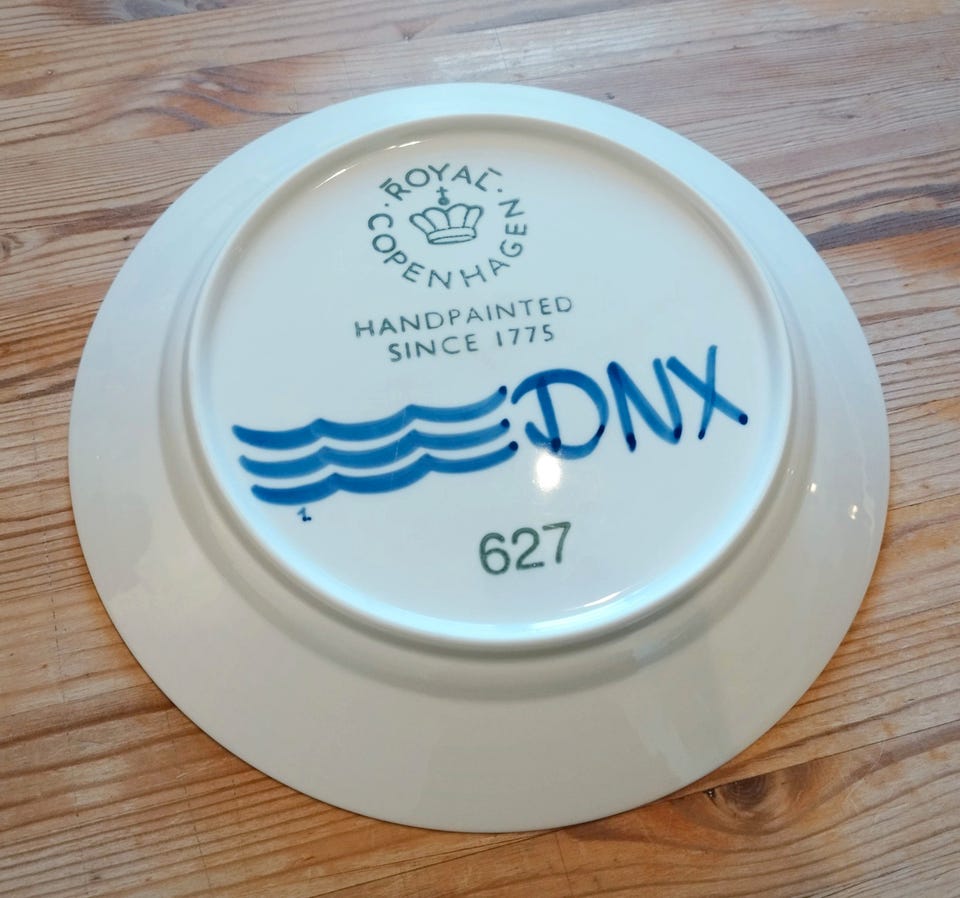 ROYAL
COPENHAGEN
HANDPAINTED
SINCE 1775
DNX
627